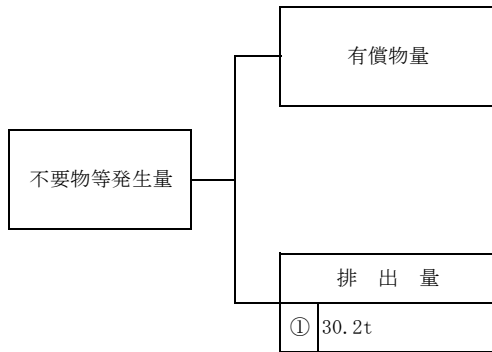 有償物量
不要物等発生量
排 出 量
① 30.2t